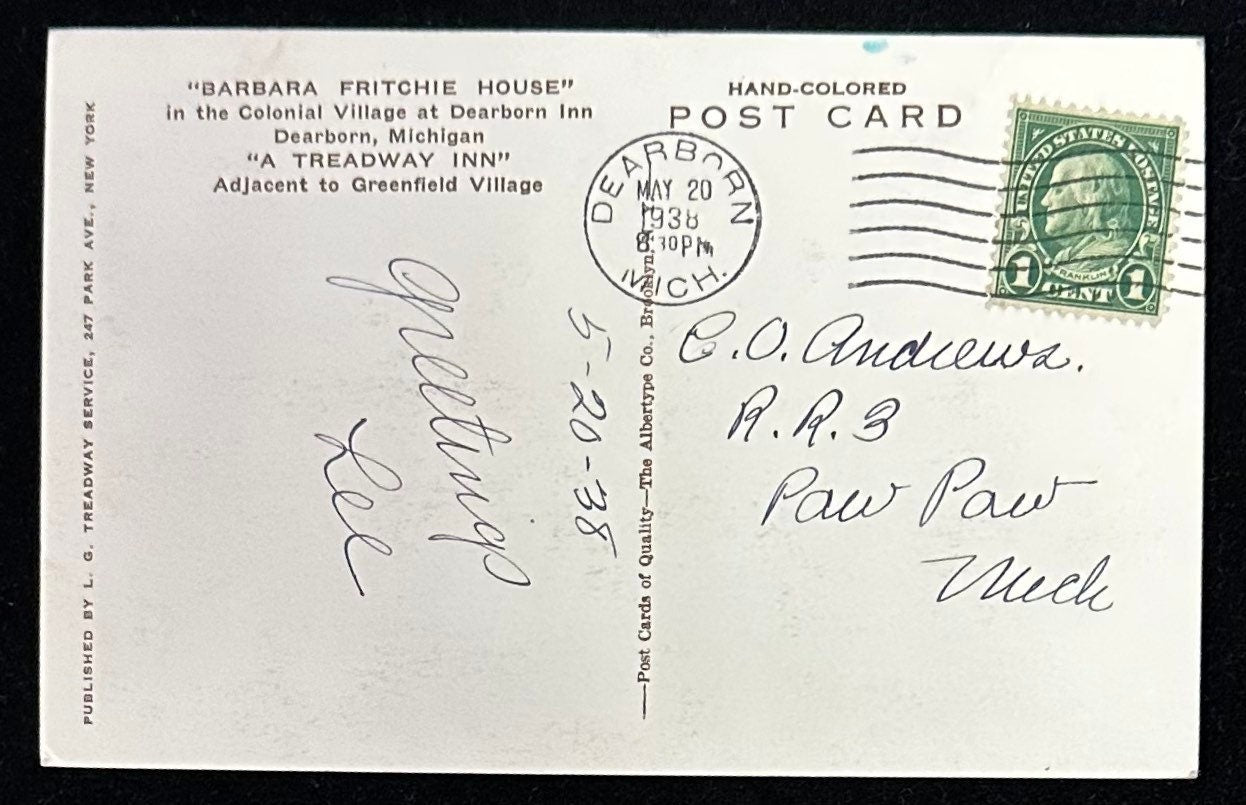 PUBLISHED BY L. G. TREADWAY SERVICE, 247 PARK AVE., NEW YORK
"BARBARA FRITCHIE HOUSE"
in the Colonial Village at Dearborn Inn
Dearborn, Michigan
"A TREADWAY INN"
Adjacent to Greenfield Village
5-20-38
Greetings
Lee
—Post Cards of Quality—The Albertype Co., Brooklyn,
HAND-COLORED
POST CARD
DEARBORN
MAY 20
1938
8:30PM
MICH.
UNITED STATES POSTAGE
FRANKLIN
1 CENT 1
C.O. Andrews.
R.R.3
Paw Paw
Mich